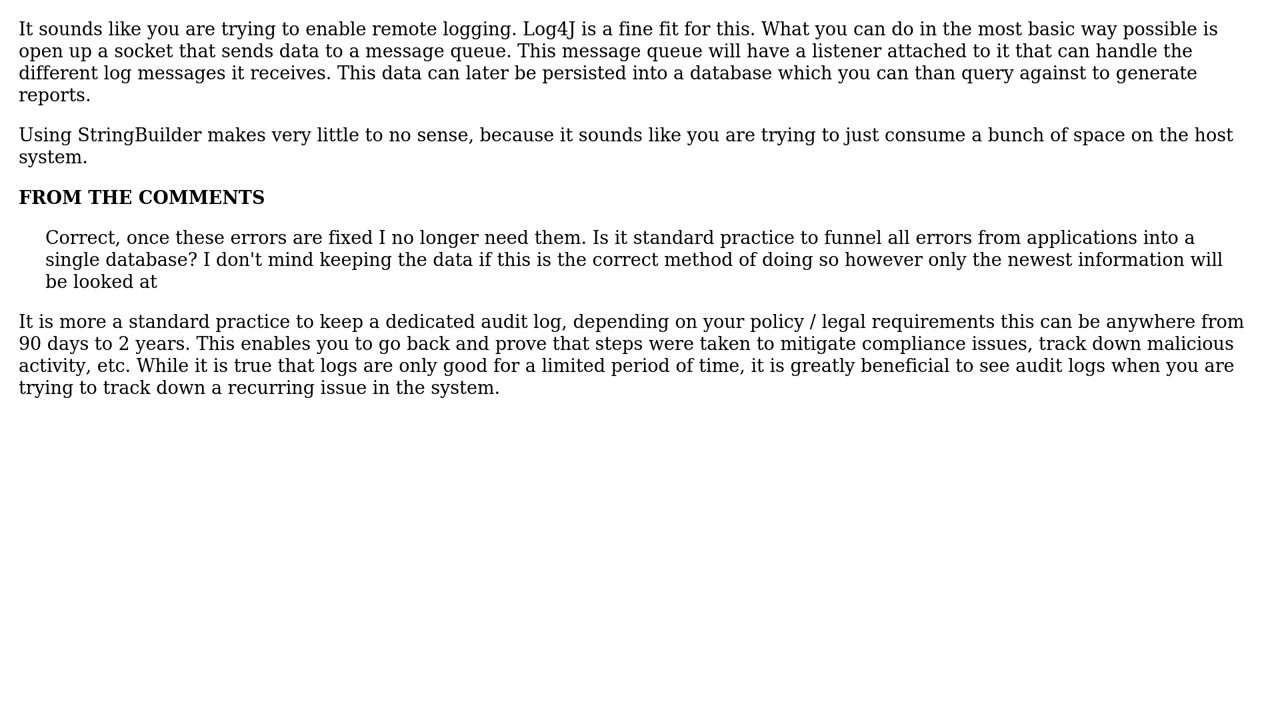 It sounds like you are trying to enable remote logging. Log4J is a fine fit for this. What you can do in the most basic way possible is
open up a socket that sends data to a message queue. This message queue will have a listener attached to it that can handle the
different log messages it receives. This data can later be persisted into a database which you can than query against to generate
reports.
Using StringBuilder makes very little to no sense, because it sounds like you are trying to just consume a bunch of space on the host
system.
FROM THE COMMENTS
Correct, once these errors are fixed I no longer need them. Is it standard practice to funnel all errors from applications into a
single database? I don't mind keeping the data if this is the correct method of doing so however only the newest information will
be looked at
It is more a standard practice to keep a dedicated audit log, depending on your policy / legal requirements this can be anywhere from
90 days to 2 years. This enables you to go back and prove that steps were taken to mitigate compliance issues, track down malicious
activity, etc. While it is true that logs are only good for a limited period of time, it is greatly beneficial to see audit logs when you are
trying to track down a recurring issue in the system.